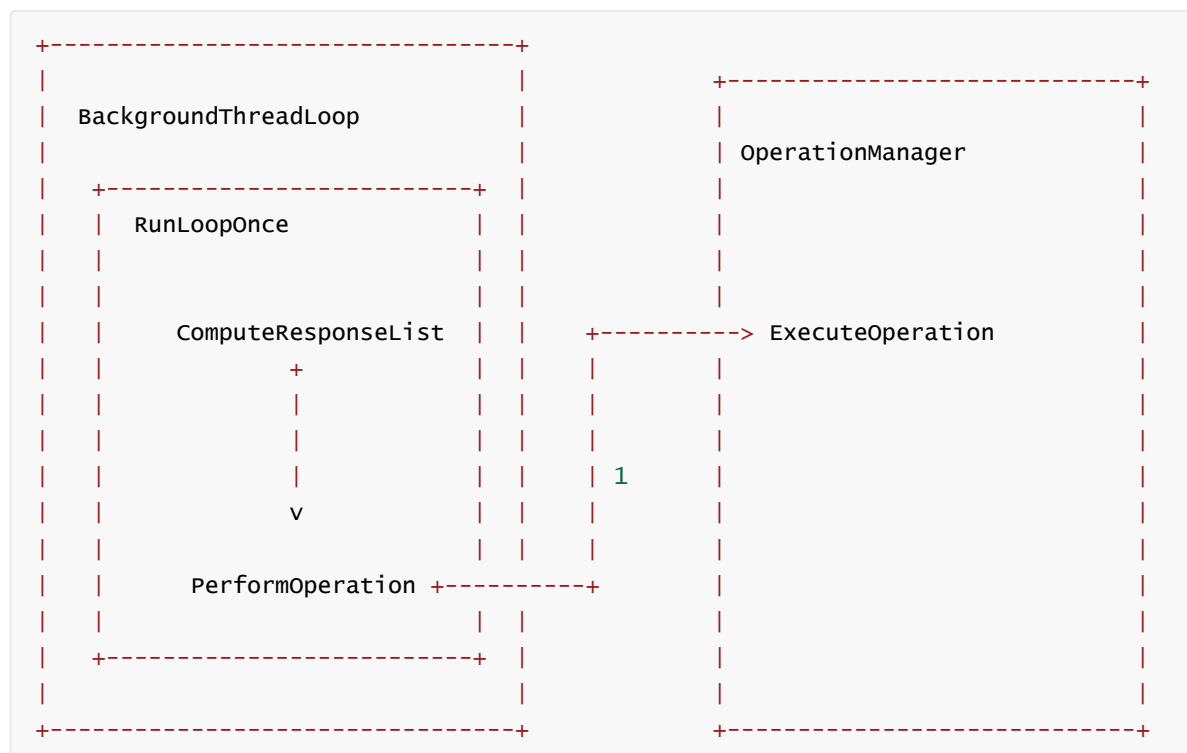 BackgroundThreadLoop
OperationManager
RunLoopOnce
ComputeResponseList
ExecuteOperation
1
v
PerformOperation